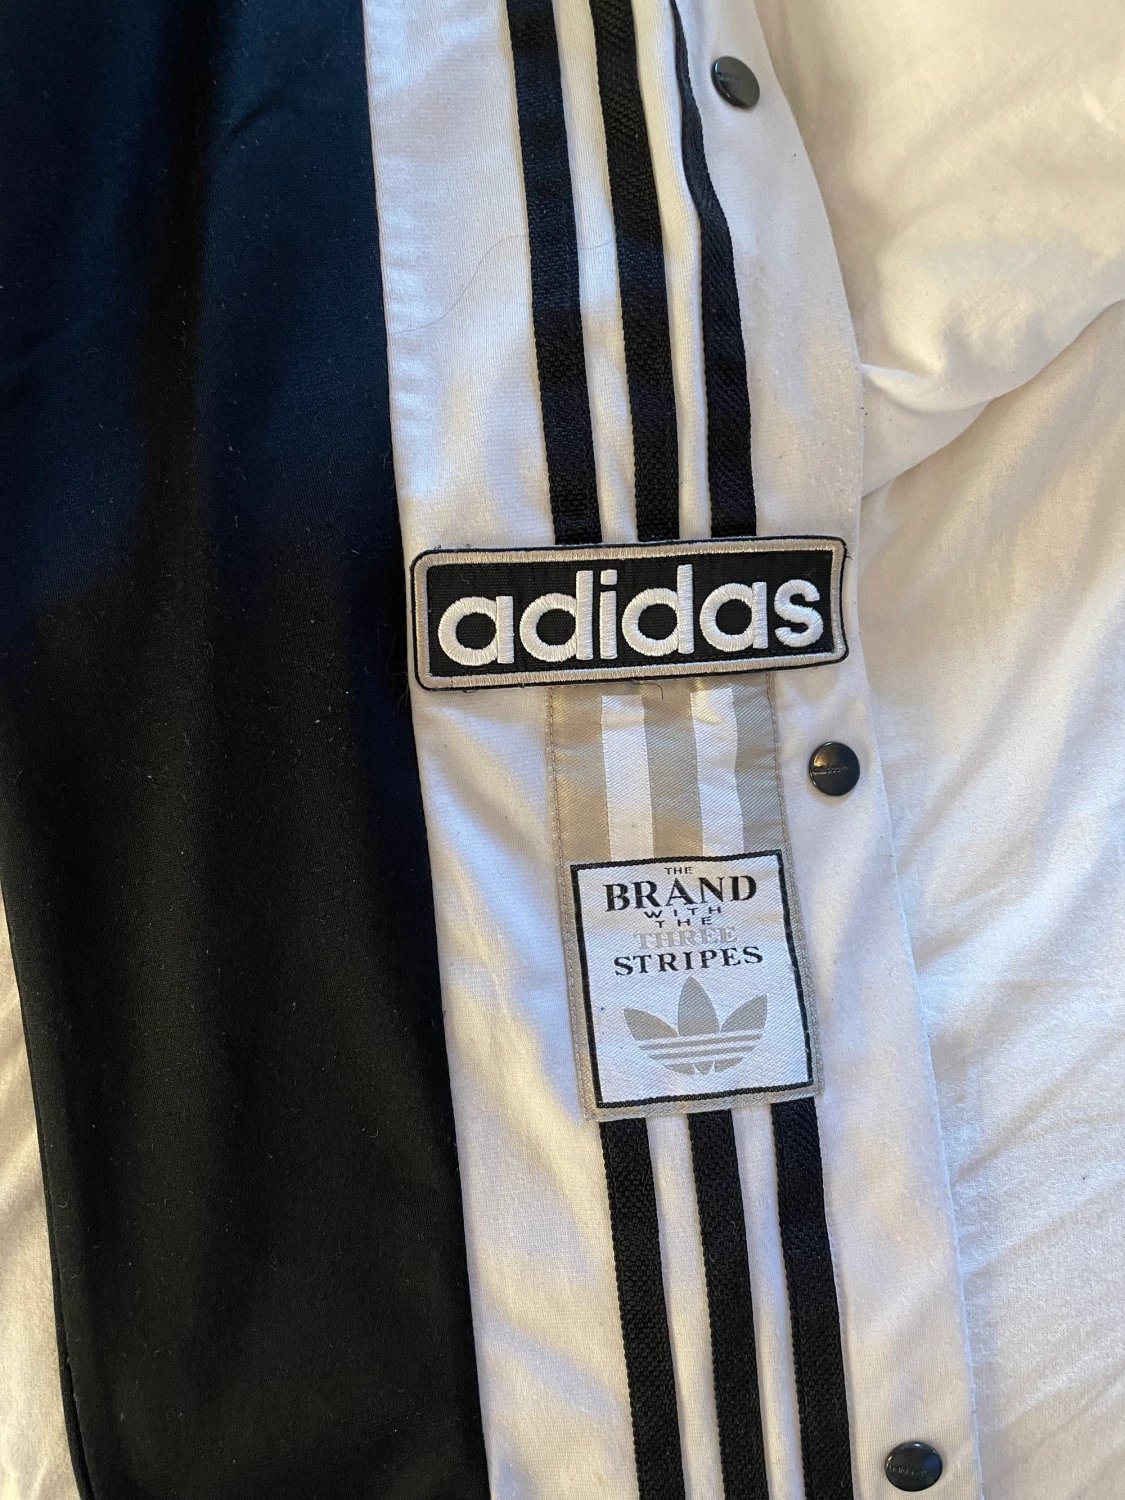 adidas
THE
BRAND
WITH
THE
THREE
STRIPES